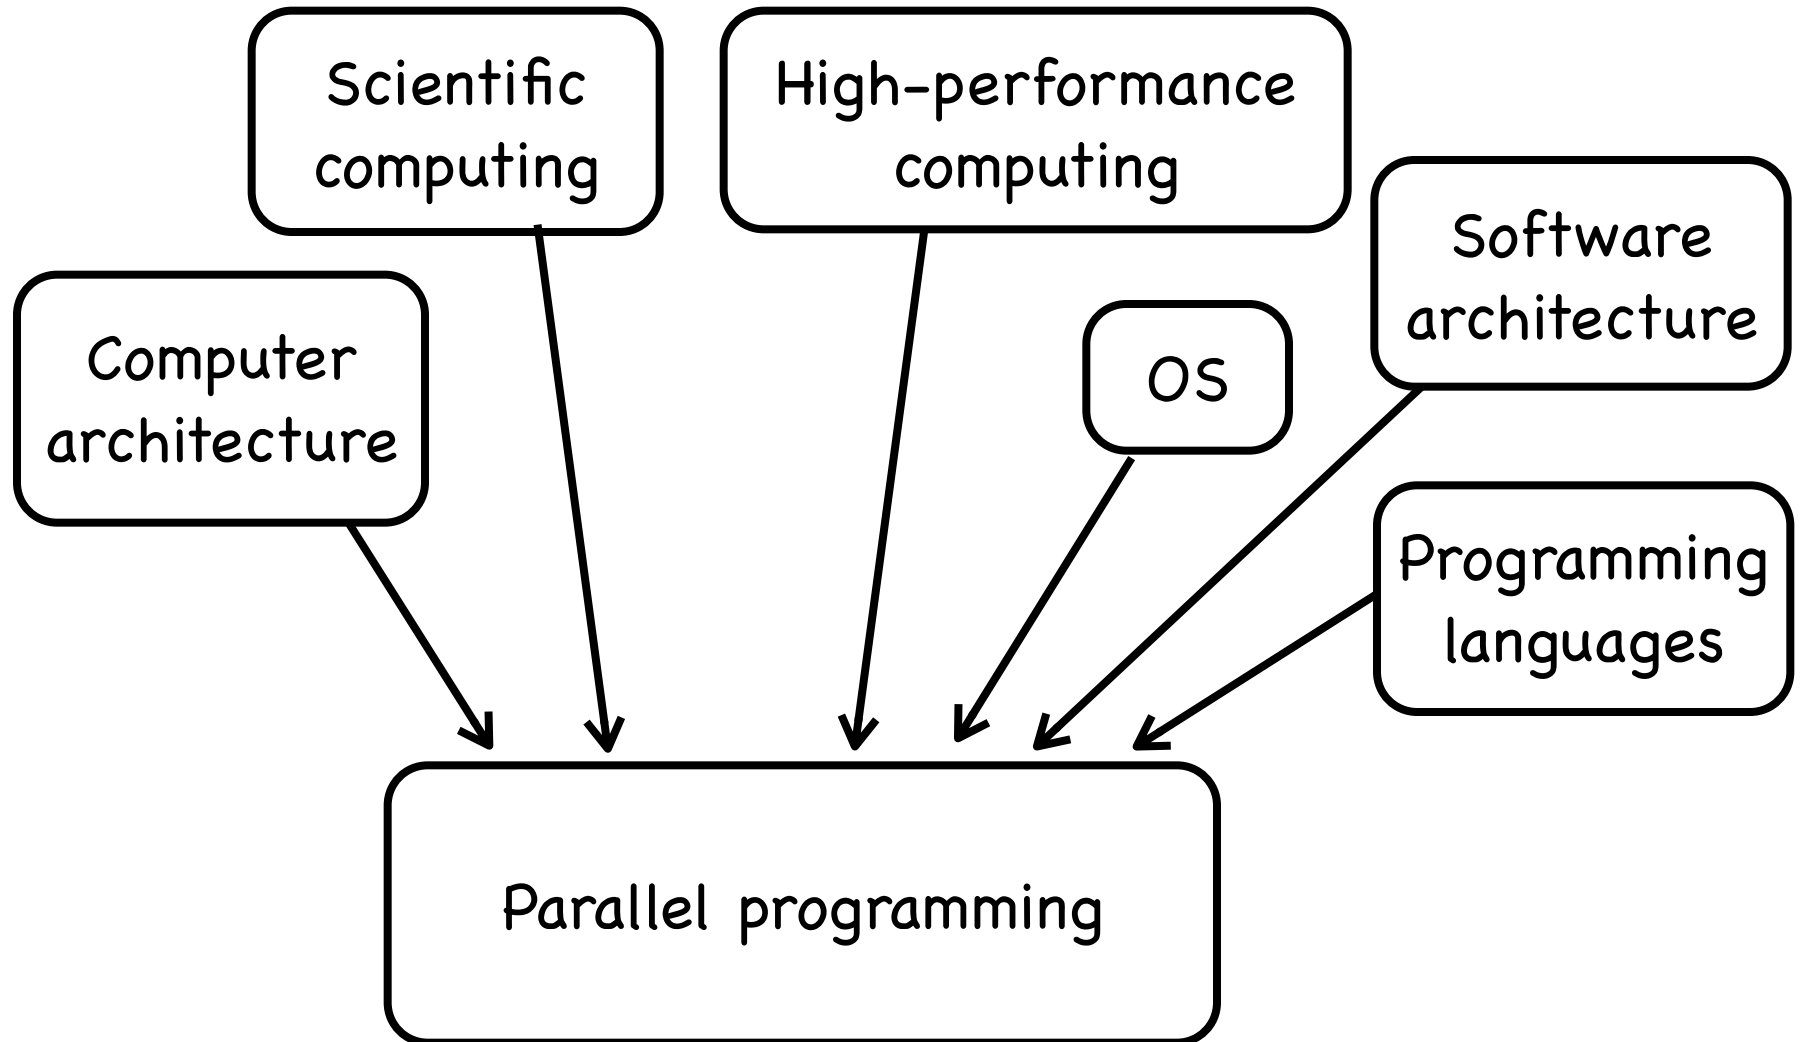 Scientific
computing
High-performance
computing
Software
architecture
Computer
architecture
OS
Programming
languages
Parallel programming